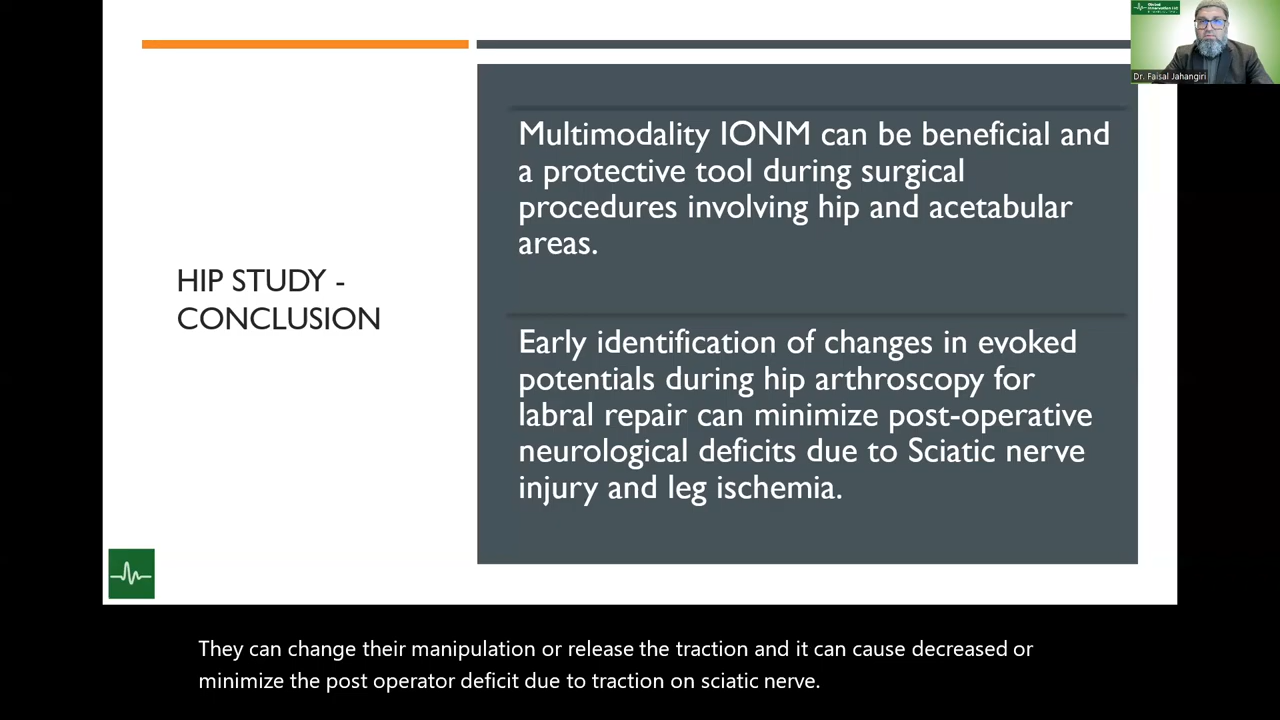 Global
Innervation LLC
Dr. Faisal Jahangiri
Multimodality IONM can be beneficial and
a protective tool during surgical
procedures involving hip and acetabular
areas.
HIP STUDY -
CONCLUSION
Early identification of changes in evoked
potentials during hip arthroscopy for
labral repair can minimize post-operative
neurological deficits due to Sciatic nerve
injury and leg ischemia.
They can change their manipulation or release the traction and it can cause decreased or
minimize the post operator deficit due to traction on sciatic nerve.